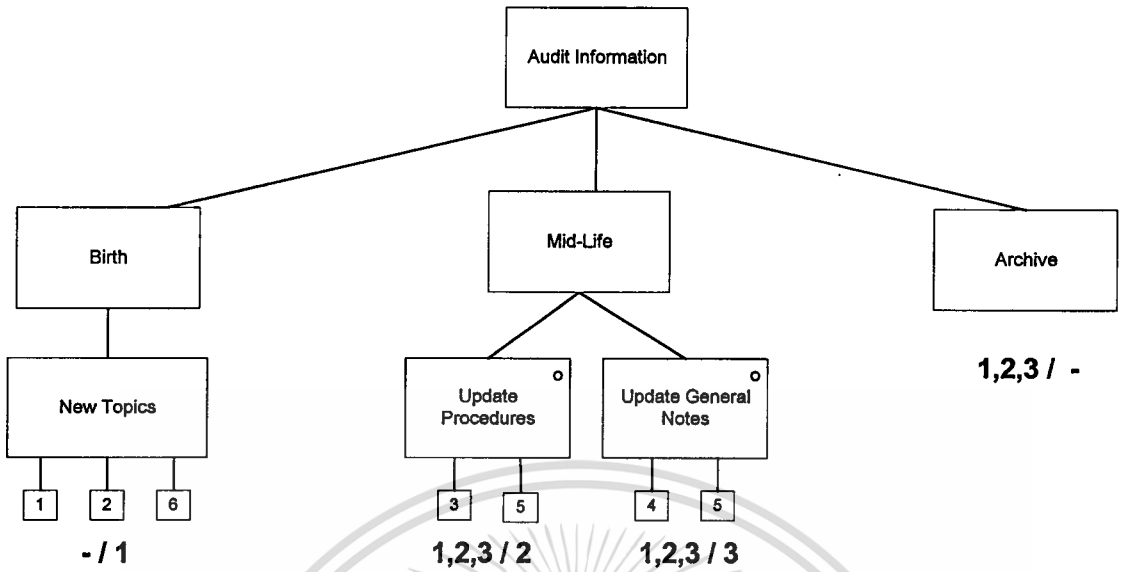 Audit Information
Birth
Mid-Life
Archive
New Topics
Update
Procedures
o
Update General
Notes
o
1,2,3 / -
1
2
6
3
5
4
5
- / 1
1,2,3 / 2
1,2,3 / 3